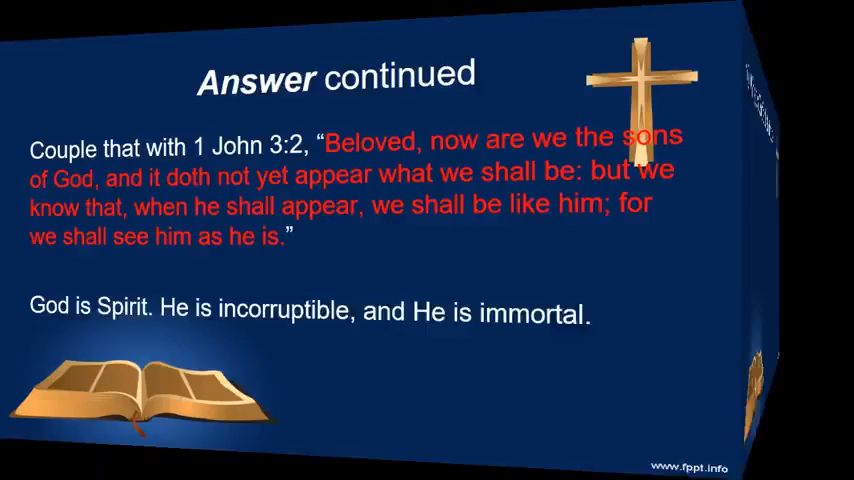 Answer continued
Couple that with 1 John 3:2, “Beloved, now are we the sons
of God, and it doth not yet appear what we shall be: but we
know that, when he shall appear, we shall be like him; for
we shall see him as he is.”
God is Spirit. He is incorruptible, and He is immortal.
www.fppt.info